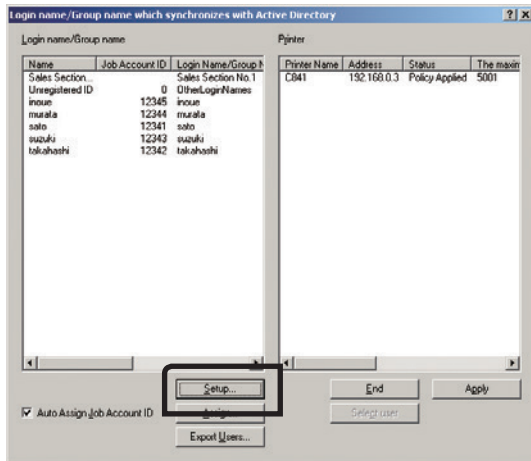 Login name/Group name which synchronizes with Active Directory
Login name/Group name
Printer
Name Job Account ID Login Name/Group N
Sales Section... Sales Section No.1
Unregistered ID 0 OtherLoginNames
inoue 12345 inoue
murata 12344 murata
sato 12341 sato
suzuki 12343 suzuki
takahashi 12342 takahashi
Printer Name Address Status The maxim
C841 192.168.0.3 Policy Applied 5001
Setup... End Apply
Auto Assign Job Account ID Select user
Export Users...